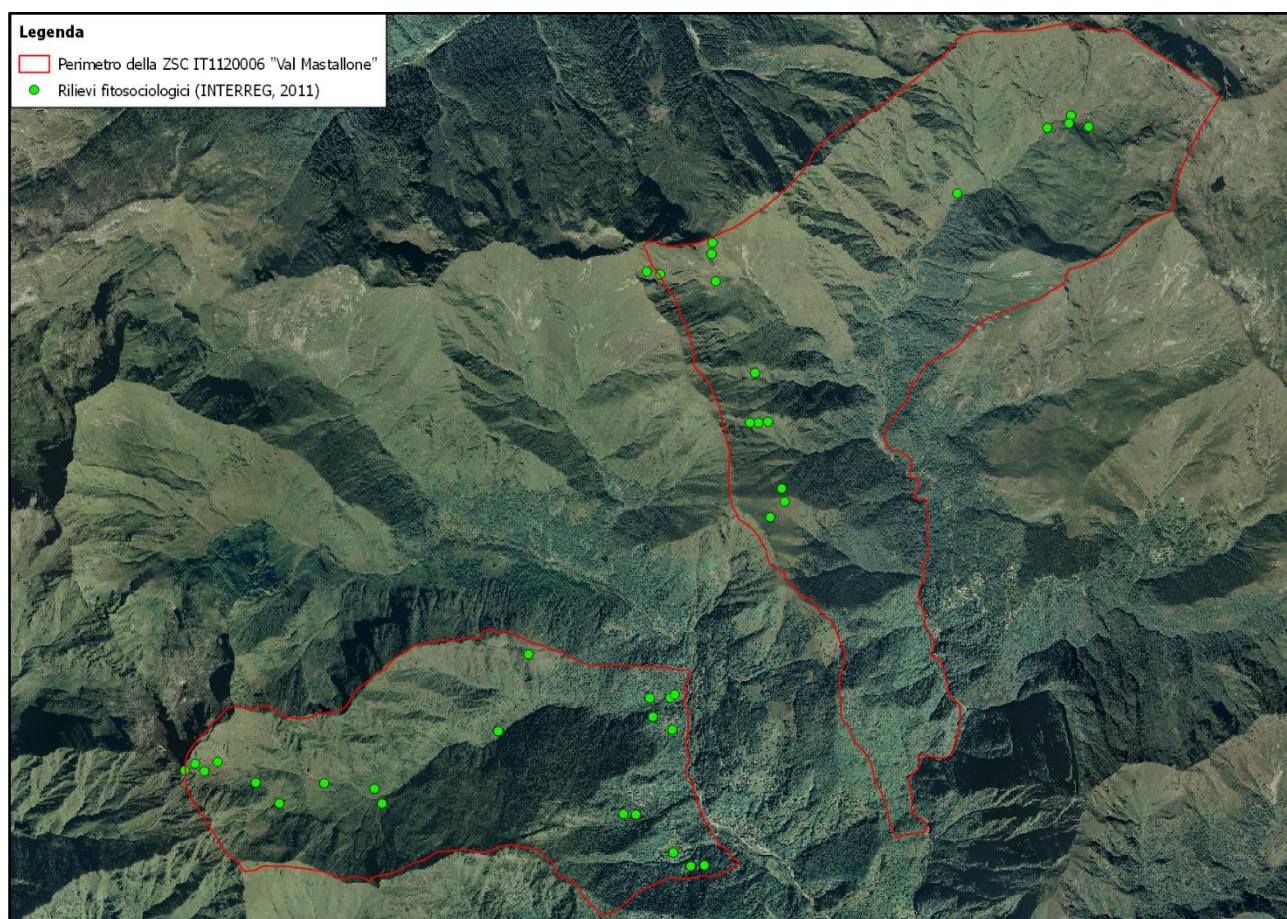 Legenda
Perimetro della ZSC IT1120006 "Val Mastallone"
Rilievi fitosociologici (INTERREG, 2011)